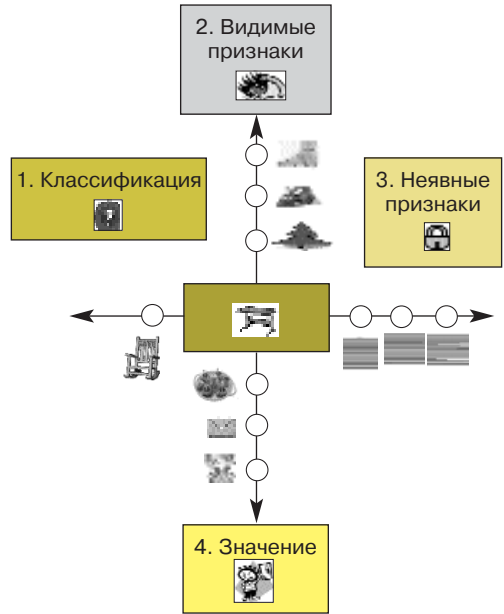 2. Видимые
признаки
1. Классификация
3. Неявные
признаки
4. Значение